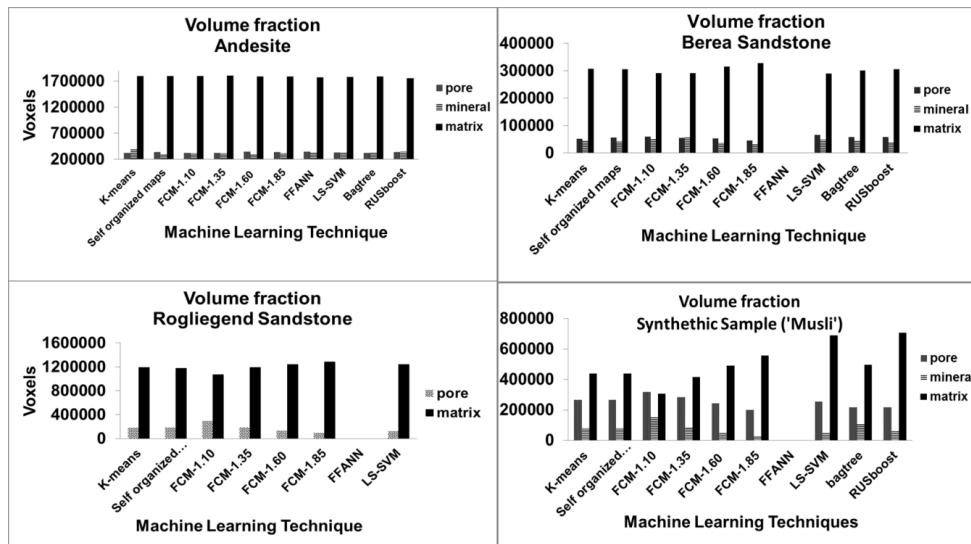 Volume fraction
Andesite
Voxels
1700000
1200000
700000
200000
pore
mineral
matrix
K-means
Self organized maps
FCM-1.10
FCM-1.35
FCM-1.60
FCM-1.85
FFANN
LS-SVM
Bagtree
RUSboost
Machine Learning Technique
Volume fraction
Berea Sandstone
400000
300000
200000
100000
0
pore
mineral
matrix
K-means
Self organized maps
FCM-1.10
FCM-1.35
FCM-1.60
FCM-1.85
FFANN
LS-SVM
Bagtree
RUSboost
Machine Learning Technique
Volume fraction
Rogliegend Sandstone
Voxels
1600000
1200000
800000
400000
0
pore
matrix
K-means
Self organized...
FCM-1.10
FCM-1.35
FCM-1.60
FCM-1.85
FFANN
LS-SVM
Machine Learning Technique
Volume fraction
Synthethic Sample ('Musli')
800000
600000
400000
200000
0
pore
mineral
matrix
K-means
Self organized...
FCM-1.10
FCM-1.35
FCM-1.60
FCM-1.85
FFANN
LS-SVM
bagtree
RUSboost
Machine Learning Techniques